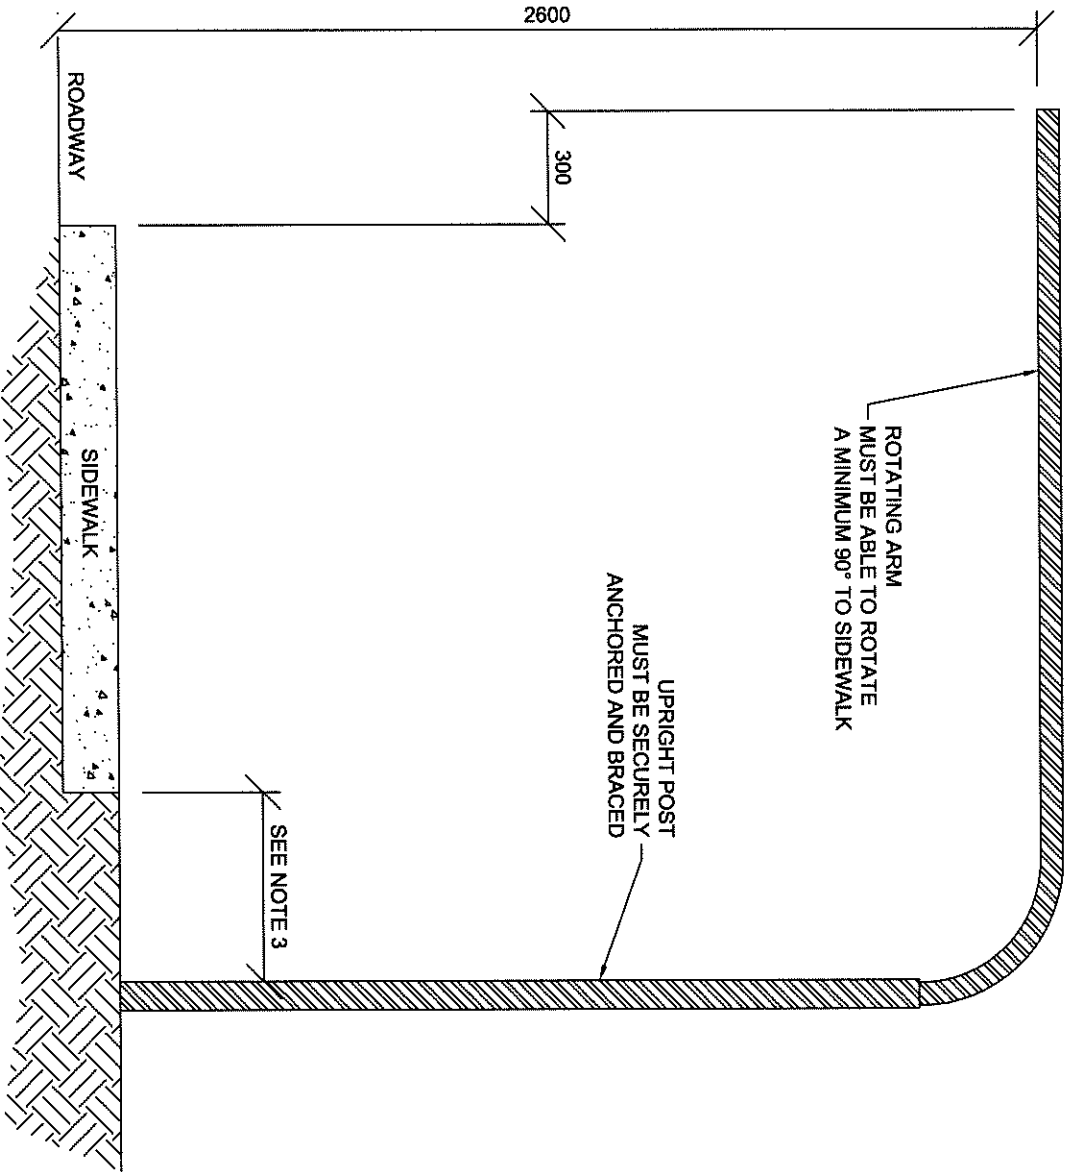 2600
ROADWAY
300
ROTATING ARM
MUST BE ABLE TO ROTATE
A MINIMUM 90° TO SIDEWALK
SIDEWALK
UPRIGHT POST
MUST BE SECURELY
ANCHORED AND BRACED
SEE NOTE 3